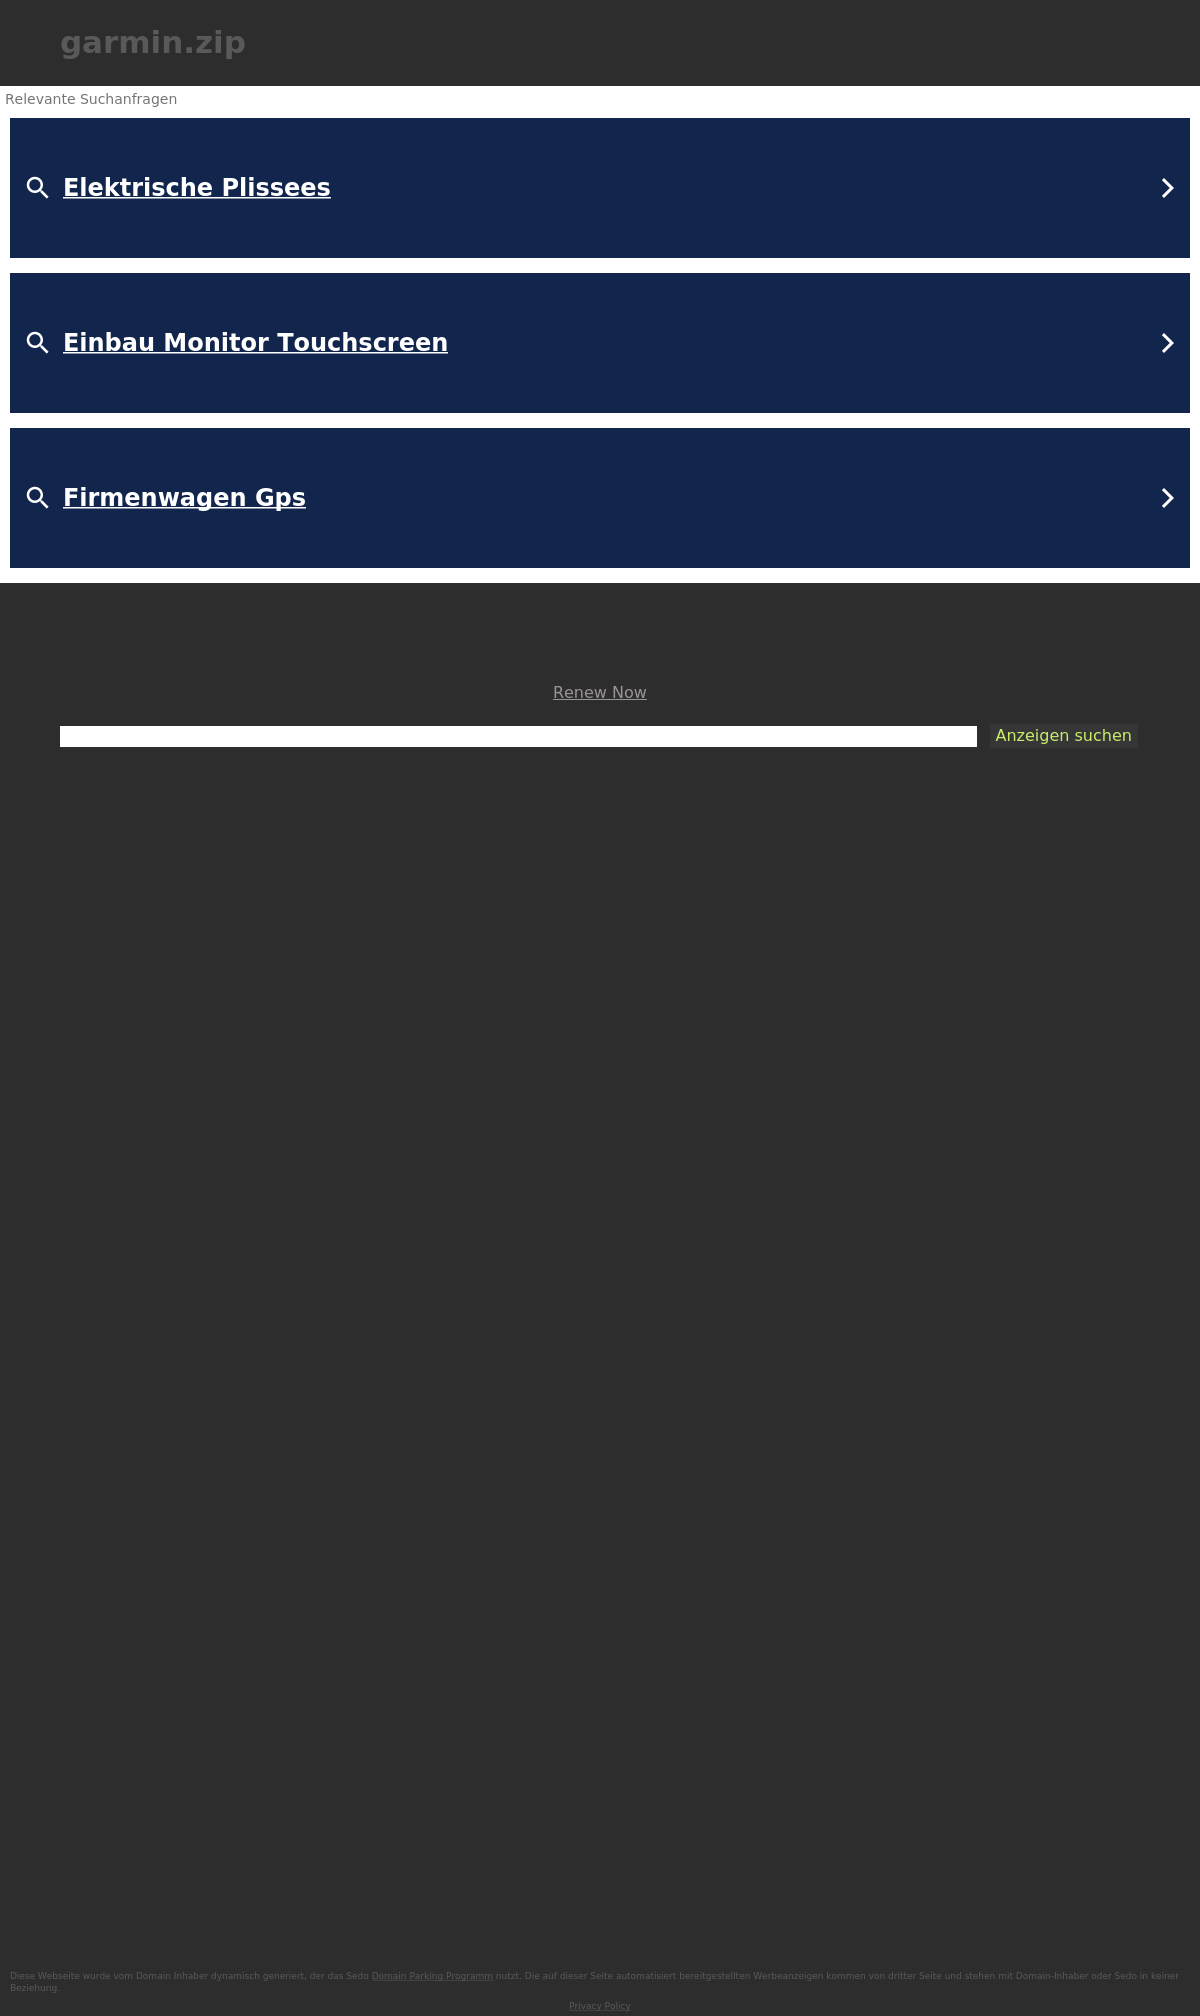 garmin.zip
Relevante Suchanfragen
Elektrische Plissees
Einbau Monitor Touchscreen
Firmenwagen Gps
Renew Now
Anzeigen suchen
Diese Webseite wurde vom Domain Inhaber dynamisch generiert, der das Sedo Domain Parking Programm nutzt. Die auf dieser Seite automatisiert bereitgestellten Werbeanzeigen kommen von dritter Seite und stehen mit Domain-Inhaber oder Sedo in keiner
Beziehung.
Privacy Policy